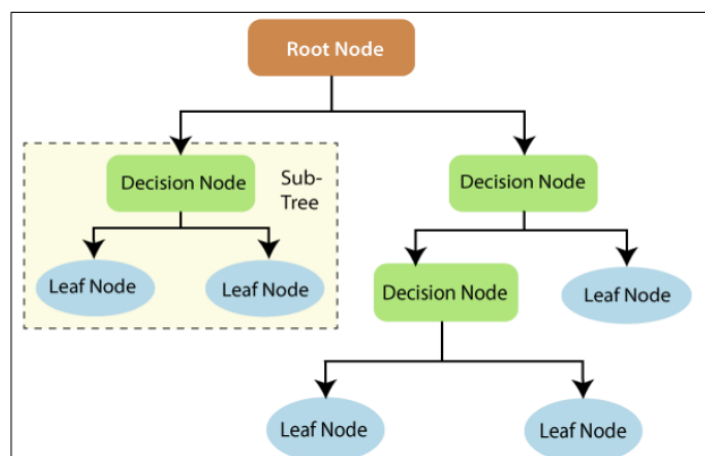 Root Node
Decision Node
Sub-
Tree
Decision Node
Leaf Node
Leaf Node
Decision Node
Leaf Node
Leaf Node
Leaf Node